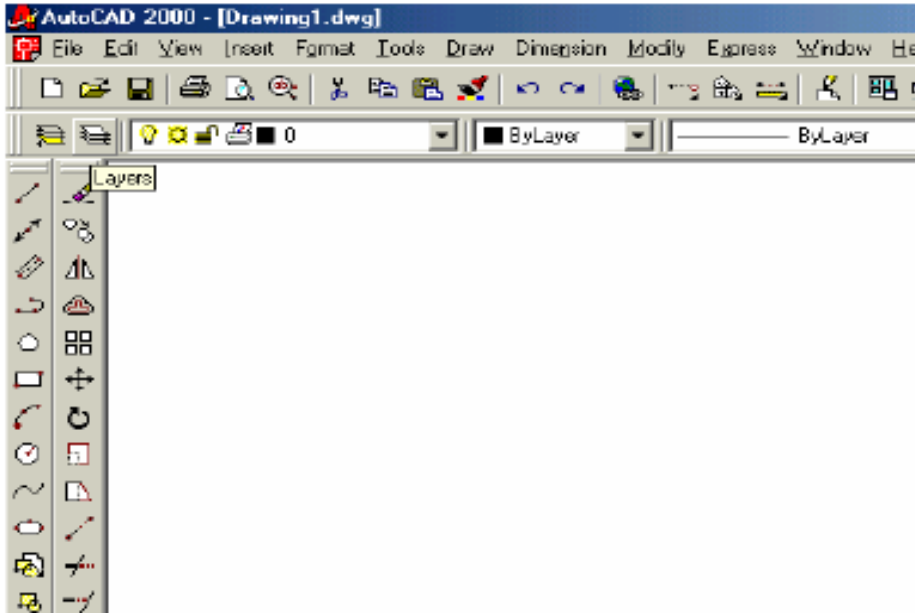 AutoCAD 2000 - [Drawing1.dwg]
File Edit View Insert Format Tools Draw Dimension Modify Express Window He
0 ByLayer ByLayer
Layers